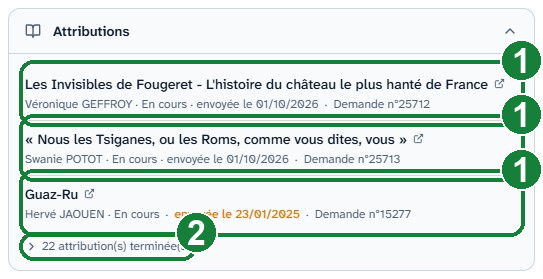 Attributions
1
Les Invisibles de Fougeret - L'histoire du château le plus hanté de France
Véronique GEFFROY · En cours · envoyée le 01/10/2026 · Demande n°25712
1
« Nous les Tsiganes, ou les Roms, comme vous dites, vous »
Swanie POTOT · En cours · envoyée le 01/10/2026 · Demande n°25713
1
Guaz-Ru
Hervé JAOUEN · En cours · envoyée le 23/01/2025 · Demande n°15277
2
22 attribution(s) terminée(s)